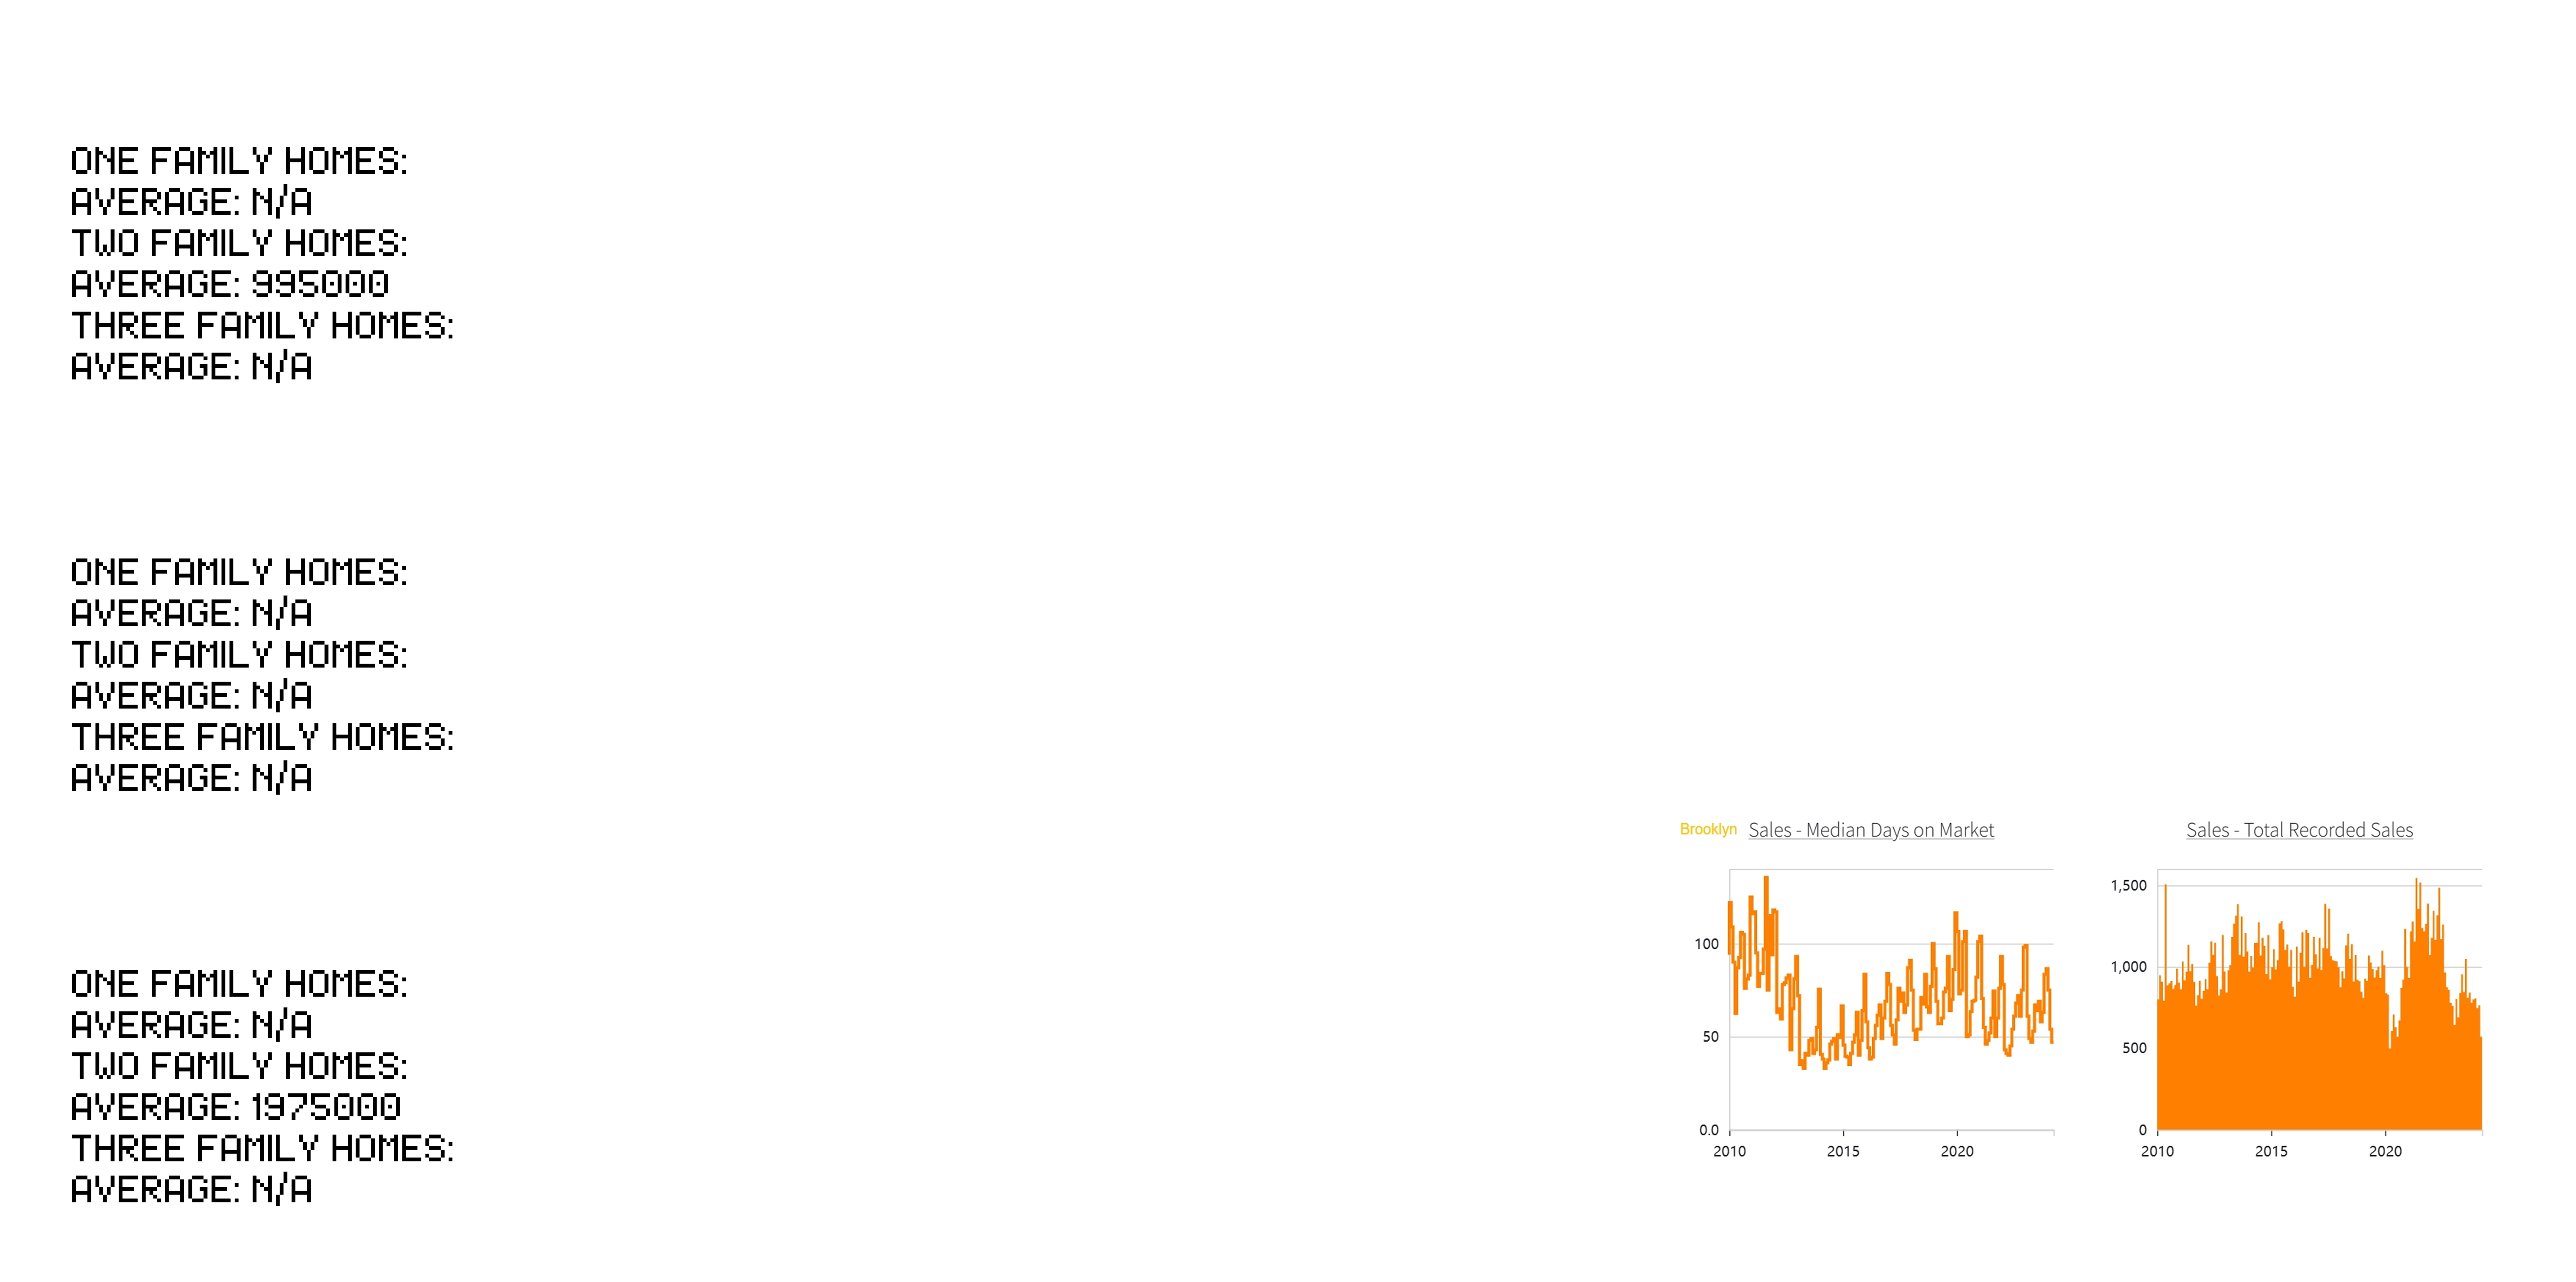 ONE FAMILY HOMES:
AVERAGE: N/A
TWO FAMILY HOMES:
AVERAGE: 995000
THREE FAMILY HOMES:
AVERAGE: N/A
ONE FAMILY HOMES:
AVERAGE: N/A
TWO FAMILY HOMES:
AVERAGE: N/A
THREE FAMILY HOMES:
AVERAGE: N/A
ONE FAMILY HOMES:
AVERAGE: N/A
TWO FAMILY HOMES:
AVERAGE: 1975000
THREE FAMILY HOMES:
AVERAGE: N/A
Brooklyn Sales - Median Days on Market
100
50
0.0
2010 2015 2020
Sales - Total Recorded Sales
1,500
1,000
500
0
2010 2015 2020